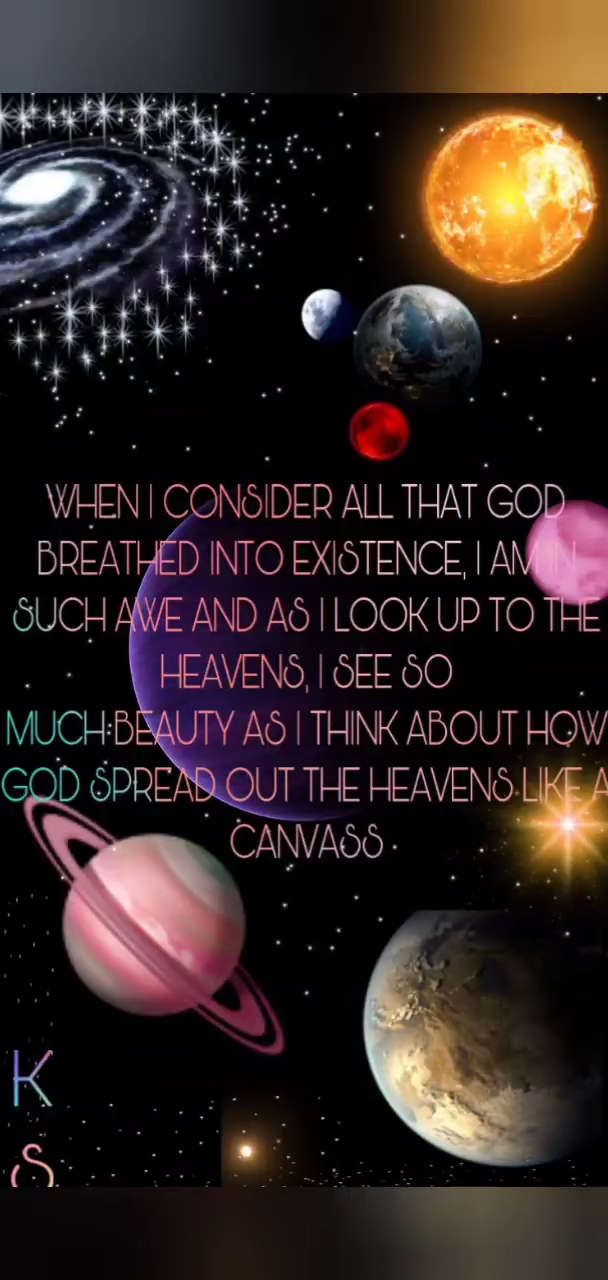 WHEN I CONSIDER ALL THAT GOD
BREATHED INTO EXISTENCE, I AM IN
SUCH AWE AND AS I LOOK UP TO THE
HEAVENS, I SEE SO
MUCH BEAUTY AS I THINK ABOUT HOW
GOD SPREAD OUT THE HEAVENS LIKE A
CANVASS
K
S